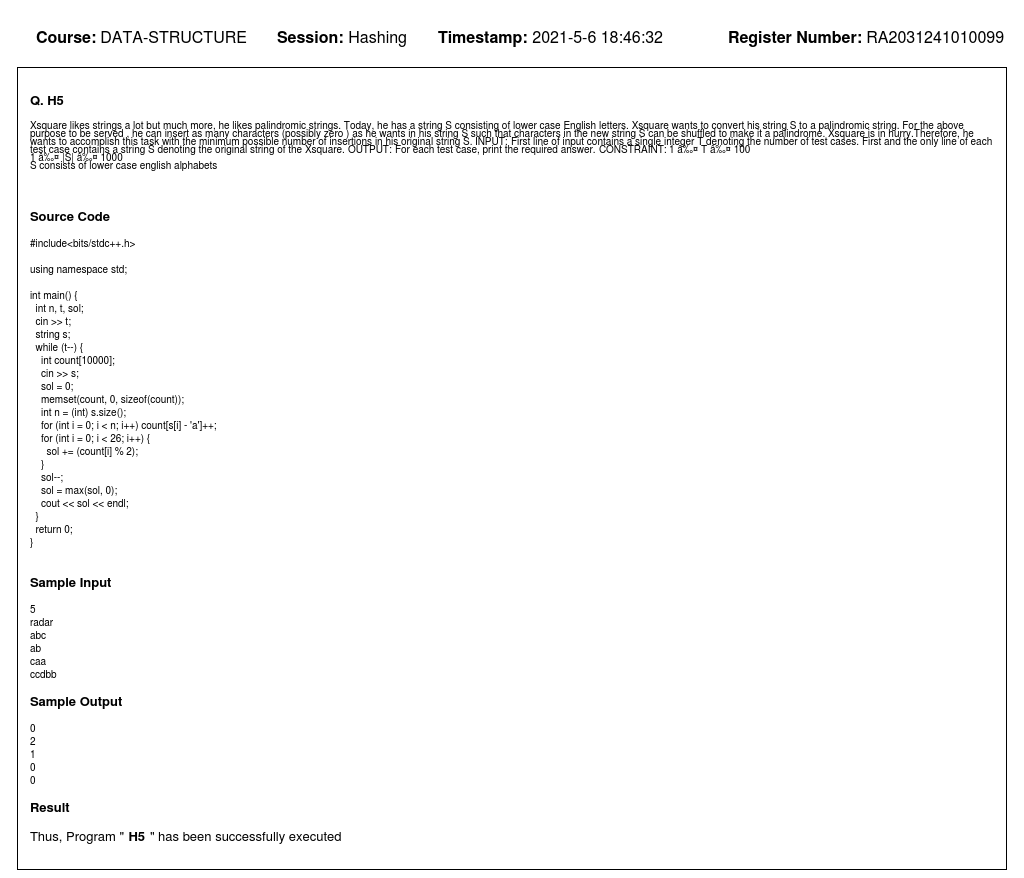 Course: DATA-STRUCTURE Session: Hashing Timestamp: 2021-5-6 18:46:32 Register Number: RA2031241010099
Q. H5
Xsquare likes strings a lot but much more, he likes palindromic strings. Today, he has a string S consisting of lower case English letters. Xsquare wants to convert his string S to a palindromic string. For the above
purpose to be served , he can insert as many characters (possibly zero ) as he wants in his string S such that characters in the new string S can be shuffled to make it a palindrome. Xsquare is in hurry.Therefore, he
wants to accomplish this task with the minimum possible number of insertions in his original string S. INPUT: First line of input contains a single integer T denoting the number of test cases. First and the only line of each
test case contains a string S denoting the original string of the Xsquare. OUTPUT: For each test case, print the required answer. CONSTRAINT: 1 â‰¤ T â‰¤ 100
1 â‰¤ |S| â‰¤ 1000
S consists of lower case english alphabets
Source Code
#include<bits/stdc++.h>
using namespace std;
int main() {
int n, t, sol;
cin >> t;
string s;
while (t--) {
int count[10000];
cin >> s;
sol = 0;
memset(count, 0, sizeof(count));
int n = (int) s.size();
for (int i = 0; i < n; i++) count[s[i] - 'a']++;
for (int i = 0; i < 26; i++) {
sol += (count[i] % 2);
}
sol--;
sol = max(sol, 0);
cout << sol << endl;
}
return 0;
}
Sample Input
5
radar
abc
ab
caa
ccdbb
Sample Output
0
2
1
0
0
Result
Thus, Program " H5 " has been successfully executed